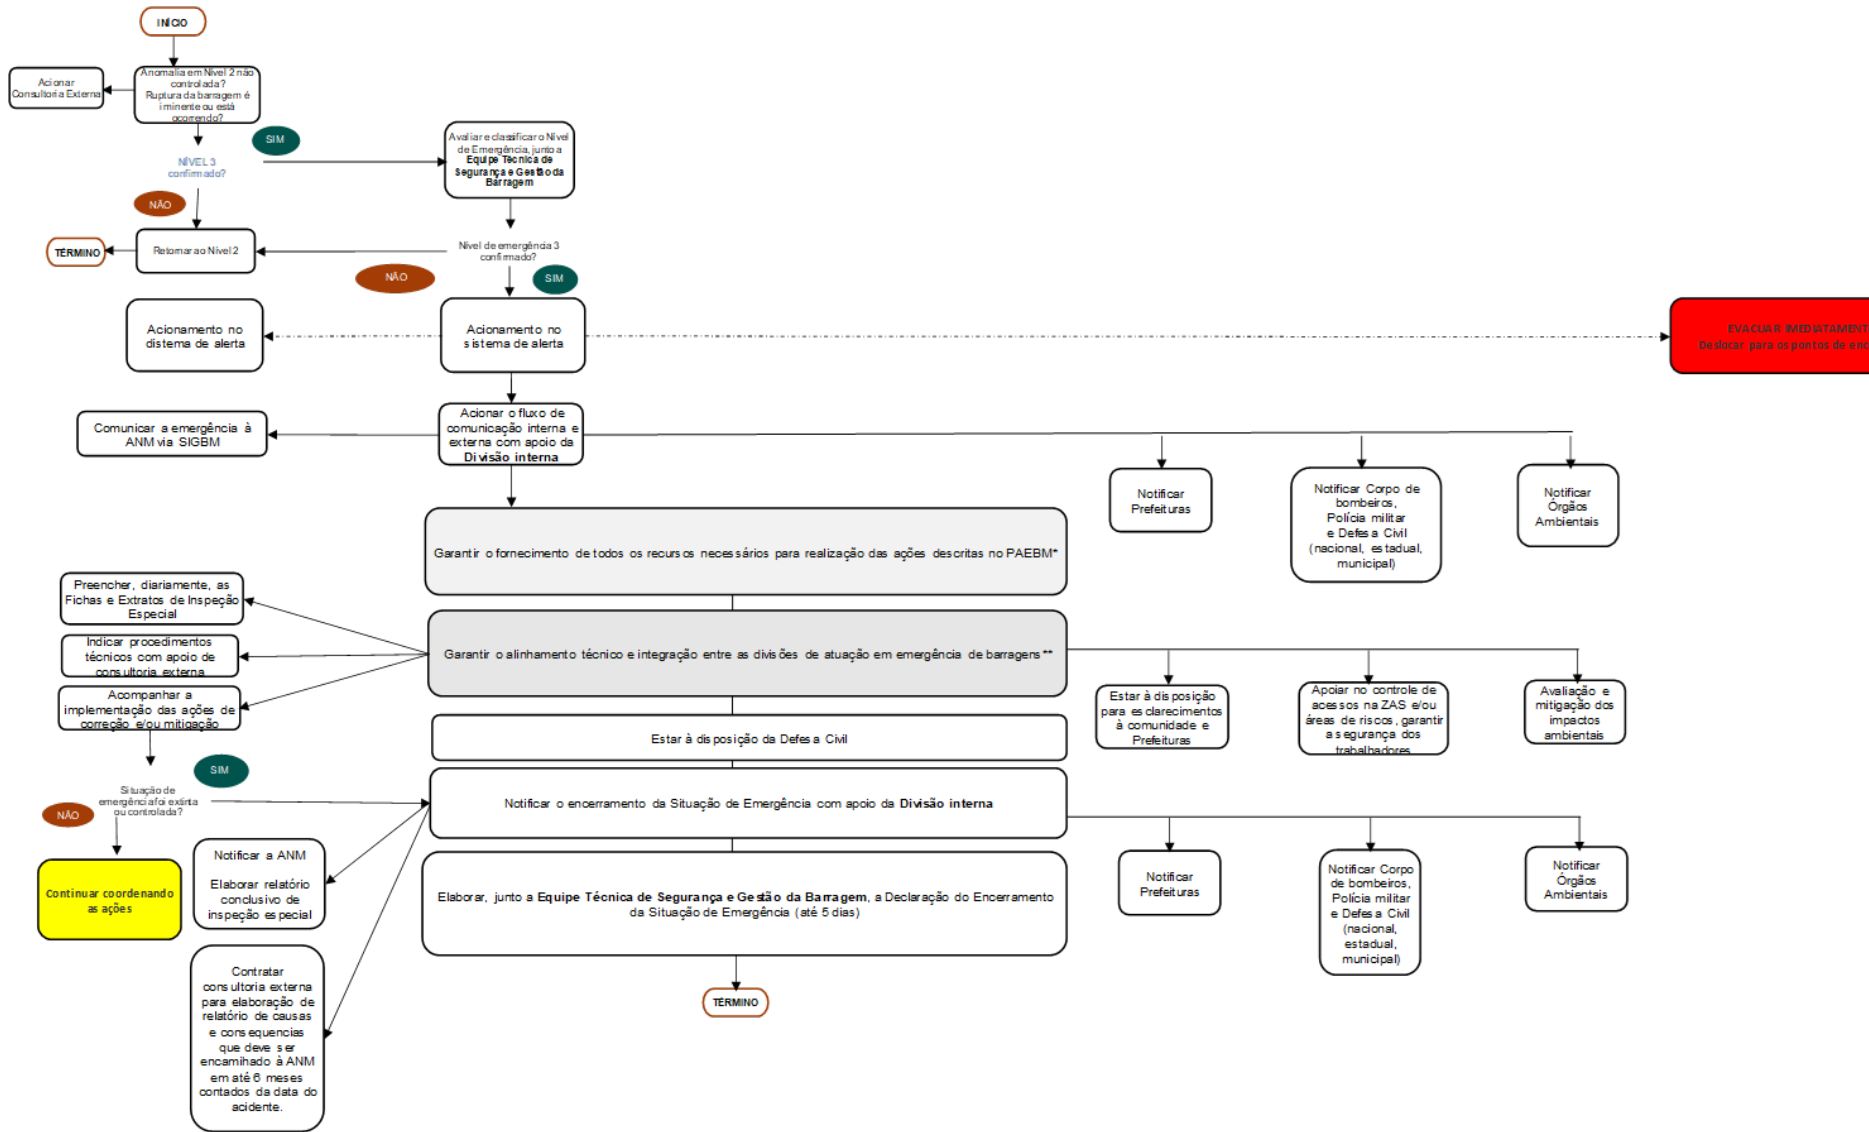 INÍCIO
Anomalia em Nível 2 não
controlada?
Ruptura da barragem é
iminente ou está
ocorrendo?
Acionar
Consultoria Externa
SIM
NÍVEL 3
confirmado?
Avaliar e classificar o Nível
de Emergência, junto a
Equipe Técnica de
Segurança e Gestão da
Barragem
NÃO
TÉRMINO
Retornar ao Nível 2
Nível de emergência 3
confirmado?
NÃO
SIM
Acionamento no
distema de alerta
Acionamento no
sistema de alerta
EVACUAR IMEDIATAMENT
Deslocar para os pontos de enc
Comunicar a emergência à
ANM via SIGBM
Acionar o fluxo de
comunicação interna e
externa com apoio da
Divisão interna
Notificar
Prefeituras
Notificar Corpo de
bombeiros,
Polícia militar
e Defesa Civil
(nacional, estadual,
municipal)
Notificar
Órgãos
Ambientais
Garantir o fornecimento de todos os recursos necessários para realização das ações descritas no PAEBM*
Preencher, diariamente, as
Fichas e Extratos de Inspeção
Especial
Indicar procedimentos
técnicos com apoio de
consultoria externa
Acompanhar a
implementação das ações de
correção e/ou mitigação
Garantir o alinhamento técnico e integração entre as divisões de atuação em emergência de barragens**
Estar à disposição
para esclarecimentos
à comunidade e
Prefeituras
Apoiar no controle de
acessos na ZAS e/ou
áreas de riscos, garantir
a segurança dos
trabalhadores
Avaliação e
mitigação dos
impactos
ambientais
Estar à disposição da Defesa Civil
SIM
Situação de
emergência foi extinta
ou controlada?
NÃO
Notificar o encerramento da Situação de Emergência com apoio da Divisão interna
Continuar coordenando
as ações
Notificar a ANM
Elaborar relatório
conclusivo de
inspeção especial
Elaborar, junto a Equipe Técnica de Segurança e Gestão da Barragem, a Declaração do Encerramento
da Situação de Emergência (até 5 dias)
Notificar
Prefeituras
Notificar Corpo
de bombeiros,
Polícia militar
e Defesa Civil
(nacional,
estadual,
municipal)
Notificar
Órgãos
Ambientais
Contratar
consultoria externa
para elaboração de
relatório de causas
e consequencias
que deve ser
encamihado à ANM
em até 6 meses
contados da data do
acidente.
TÉRMINO